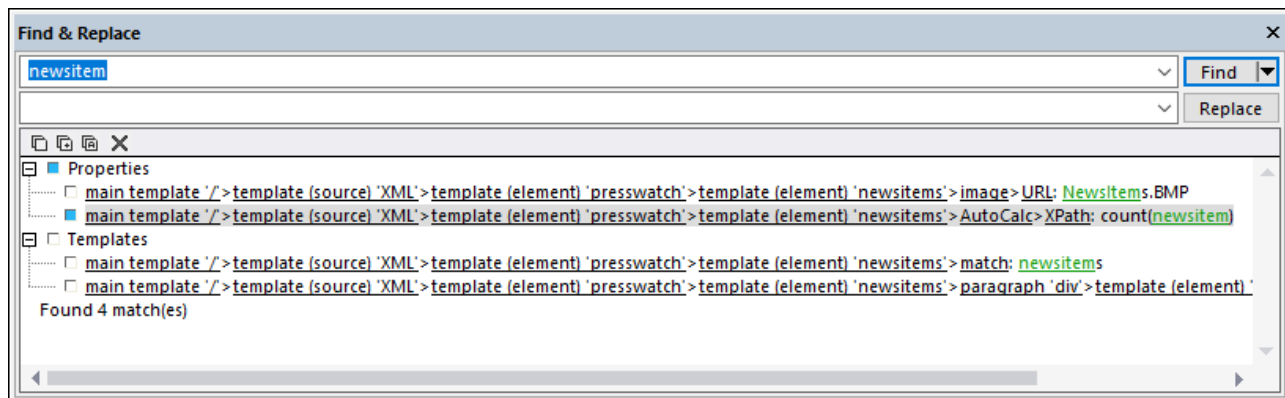 Find & Replace
newsitem
Find
Replace
Properties
main template '/'>template (source) 'XML'>template (element) 'presswatch'>template (element) 'newsitems'>image>URL: NewsItems.BMP
main template '/'>template (source) 'XML'>template (element) 'presswatch'>template (element) 'newsitems'>AutoCalc>XPath: count(newsitem)
Templates
main template '/'>template (source) 'XML'>template (element) 'presswatch'>template (element) 'newsitems'>match: newsitems
main template '/'>template (source) 'XML'>template (element) 'presswatch'>template (element) 'newsitems'>paragraph 'div'>template (element) '
Found 4 match(es)